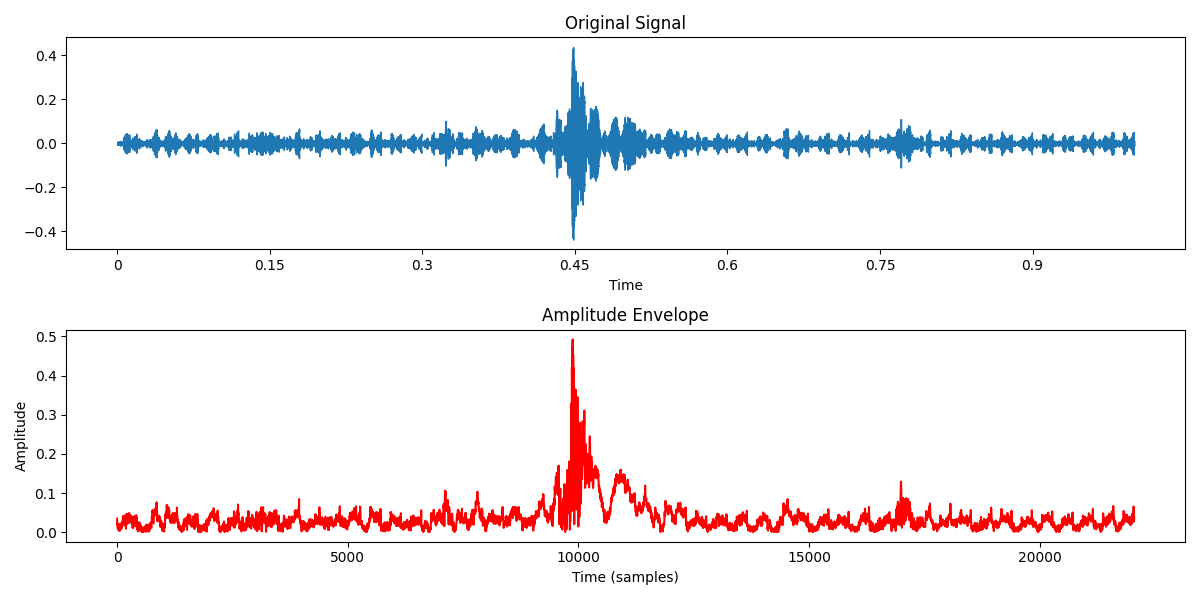 Original Signal
0.4
0.2
0.0
−0.2
−0.4
0 0.15 0.3 0.45 0.6 0.75 0.9
Time
Amplitude Envelope
0.5
0.4
0.3
0.2
0.1
0.0
Amplitude
0 5000 10000 15000 20000
Time (samples)